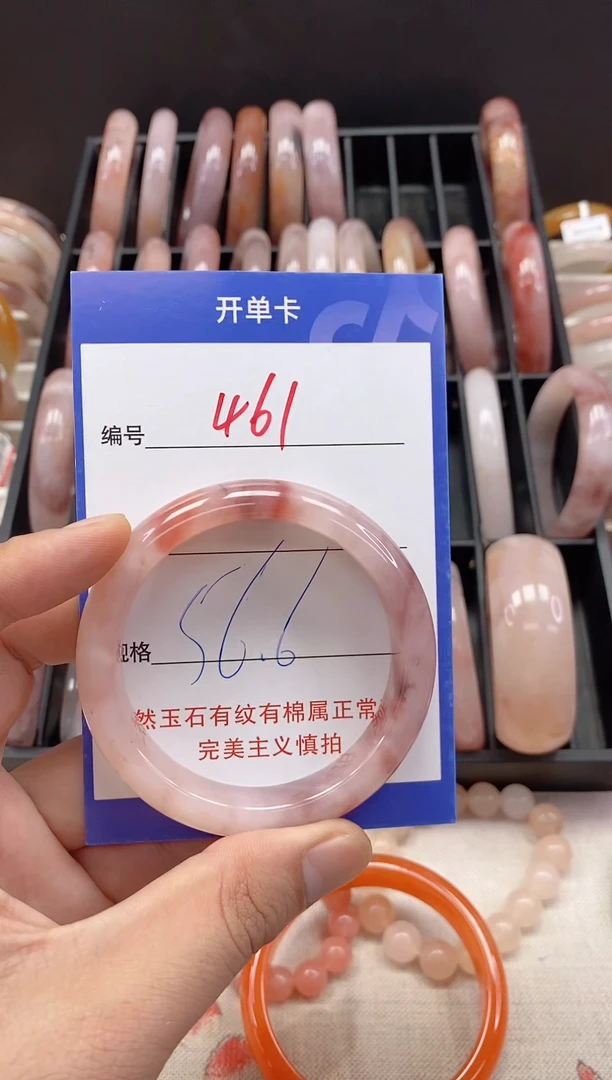 开单卡
编号 461
规格 56.6
然玉石有纹有棉属正常
完美主义慎拍